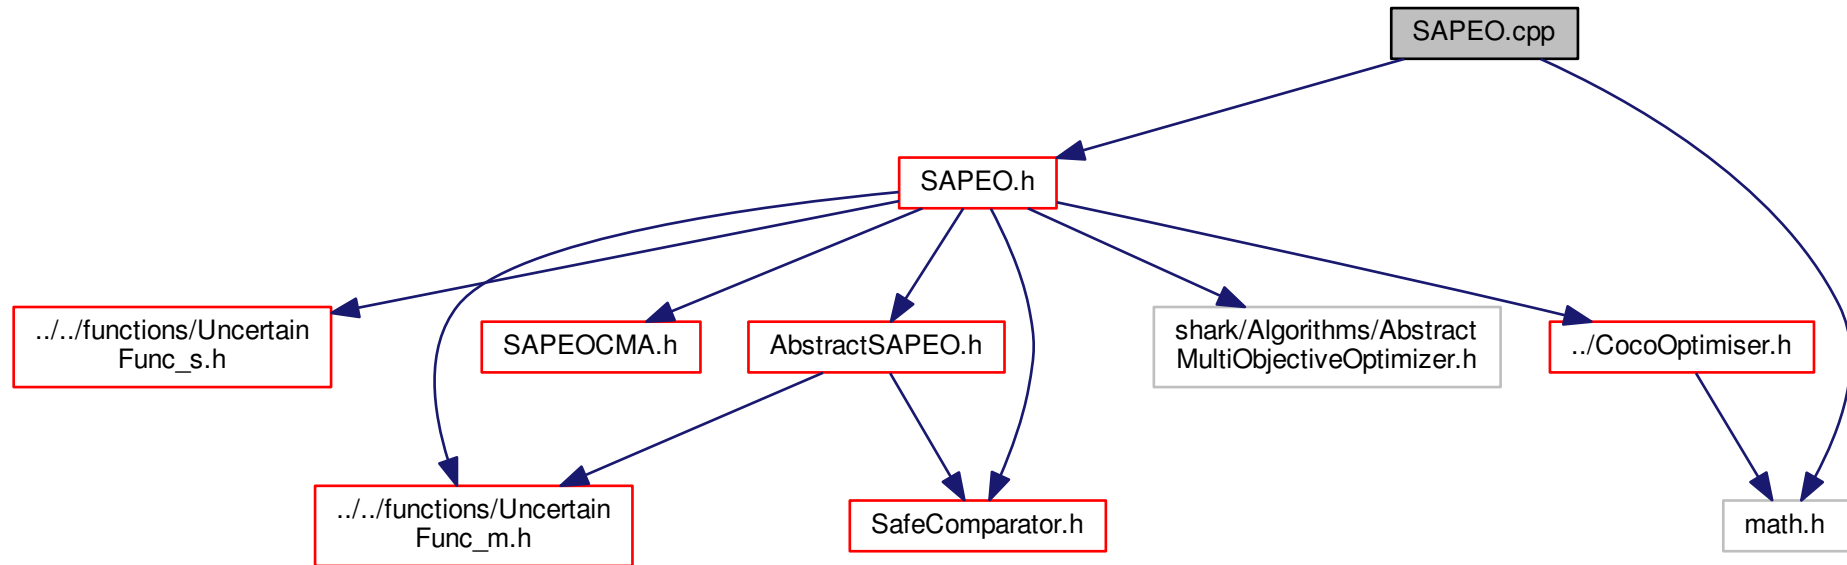 SAPEO.cpp
SAPEO.h
../../functions/Uncertain
Func_s.h
SAPEOCMA.h
AbstractSAPEO.h
shark/Algorithms/Abstract
MultiObjectiveOptimizer.h
../CocoOptimiser.h
../../functions/Uncertain
Func_m.h
SafeComparator.h
math.h